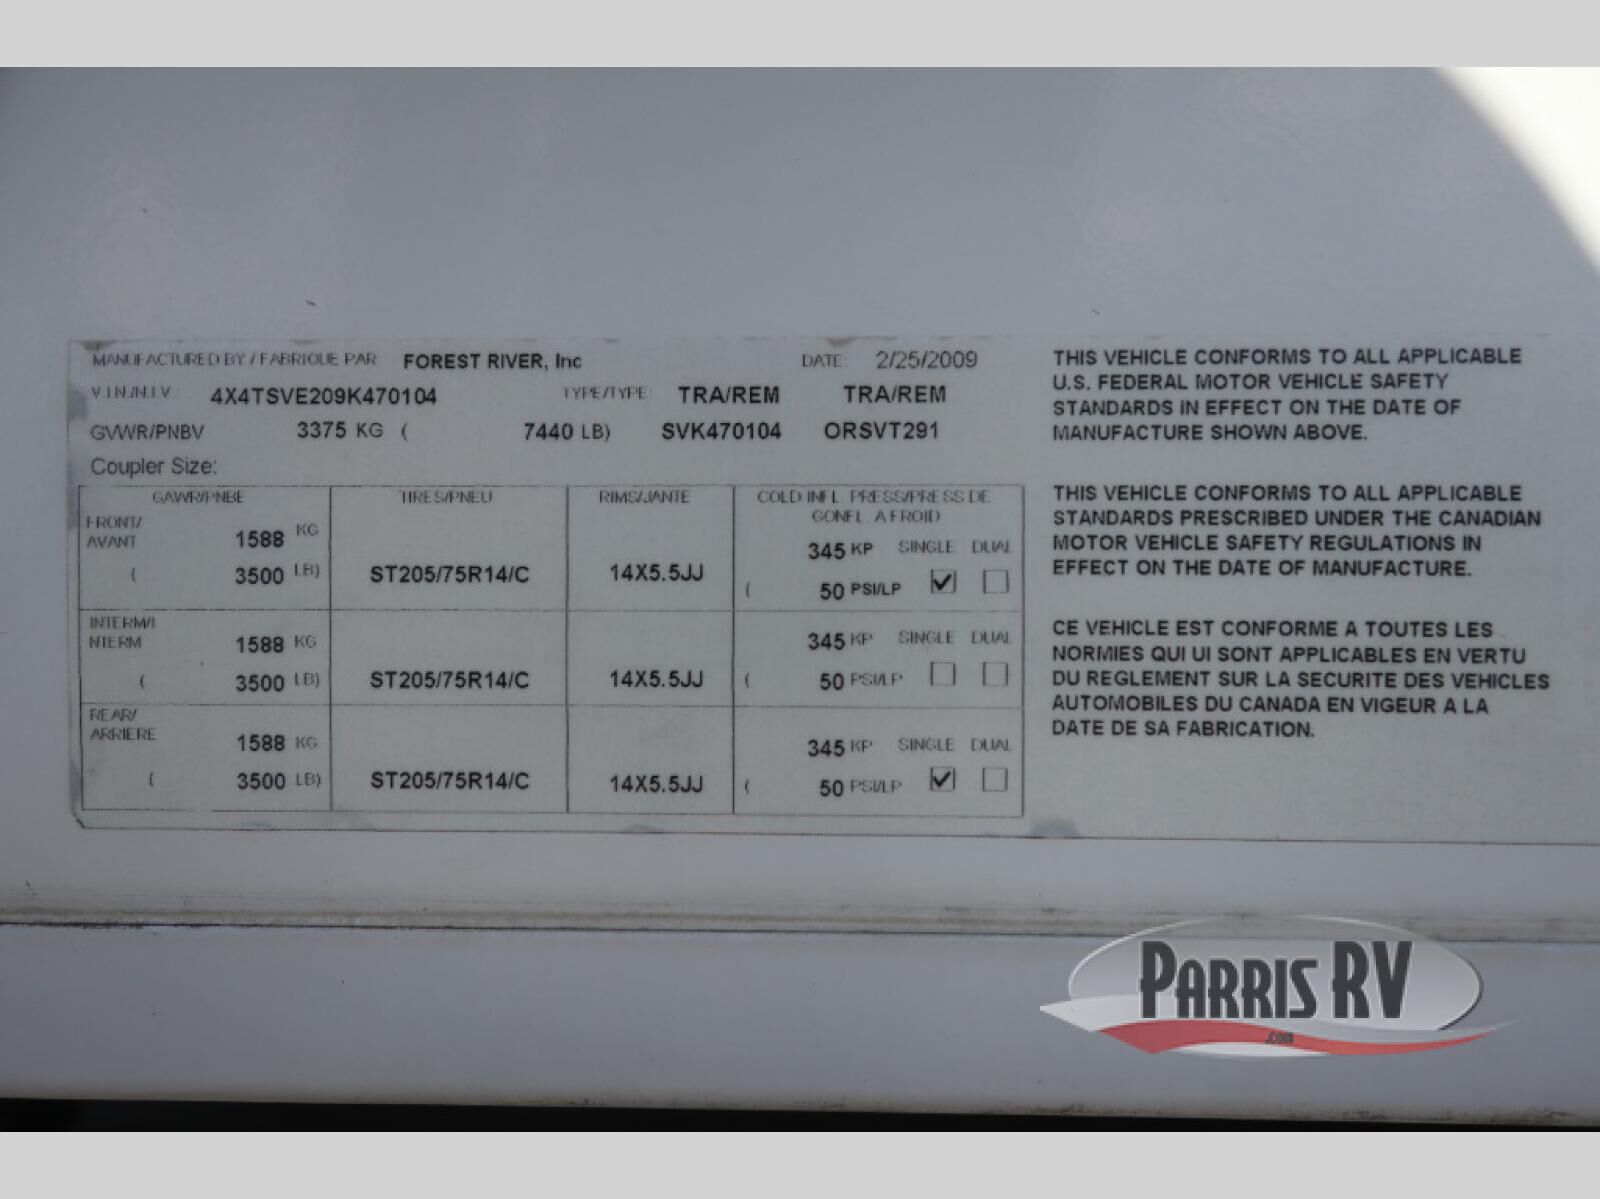 MANUFACTURED BY / FABRIQUE PAR: FOREST RIVER, Inc DATE: 2/25/2009
V.I.N./N.I.V.: 4X4TSVE209K470104 TYPE/TYPE: TRA/REM TRA/REM
GVWR/PNBV 3375 KG ( 7440 LB) SVK470104 ORSVT291
Coupler Size:
GAWR/PNBE TIRES/PNEU RIMS/JANTE COLD INFL. PRESS/PRESS DE
GONFL. A FROID
FRONT/
AVANT 1588 KG 345 KP SINGLE DUAL
( 3500 LB) ST205/75R14/C 14X5.5JJ ( 50 PSI/LP
INTERM/I
NTERM 1588 KG 345 KP SINGLE DUAL
( 3500 LB) ST205/75R14/C 14X5.5JJ ( 50 PSI/LP
REAR/
ARRIERE 1588 KG 345 KP SINGLE DUAL
( 3500 LB) ST205/75R14/C 14X5.5JJ ( 50 PSI/LP
THIS VEHICLE CONFORMS TO ALL APPLICABLE
U.S. FEDERAL MOTOR VEHICLE SAFETY
STANDARDS IN EFFECT ON THE DATE OF
MANUFACTURE SHOWN ABOVE.
THIS VEHICLE CONFORMS TO ALL APPLICABLE
STANDARDS PRESCRIBED UNDER THE CANADIAN
MOTOR VEHICLE SAFETY REGULATIONS IN
EFFECT ON THE DATE OF MANUFACTURE.
CE VEHICLE EST CONFORME A TOUTES LES
NORMIES QUI UI SONT APPLICABLES EN VERTU
DU REGLEMENT SUR LA SECURITE DES VEHICLES
AUTOMOBILES DU CANADA EN VIGEUR A LA
DATE DE SA FABRICATION.
PARRIS RV
.COM